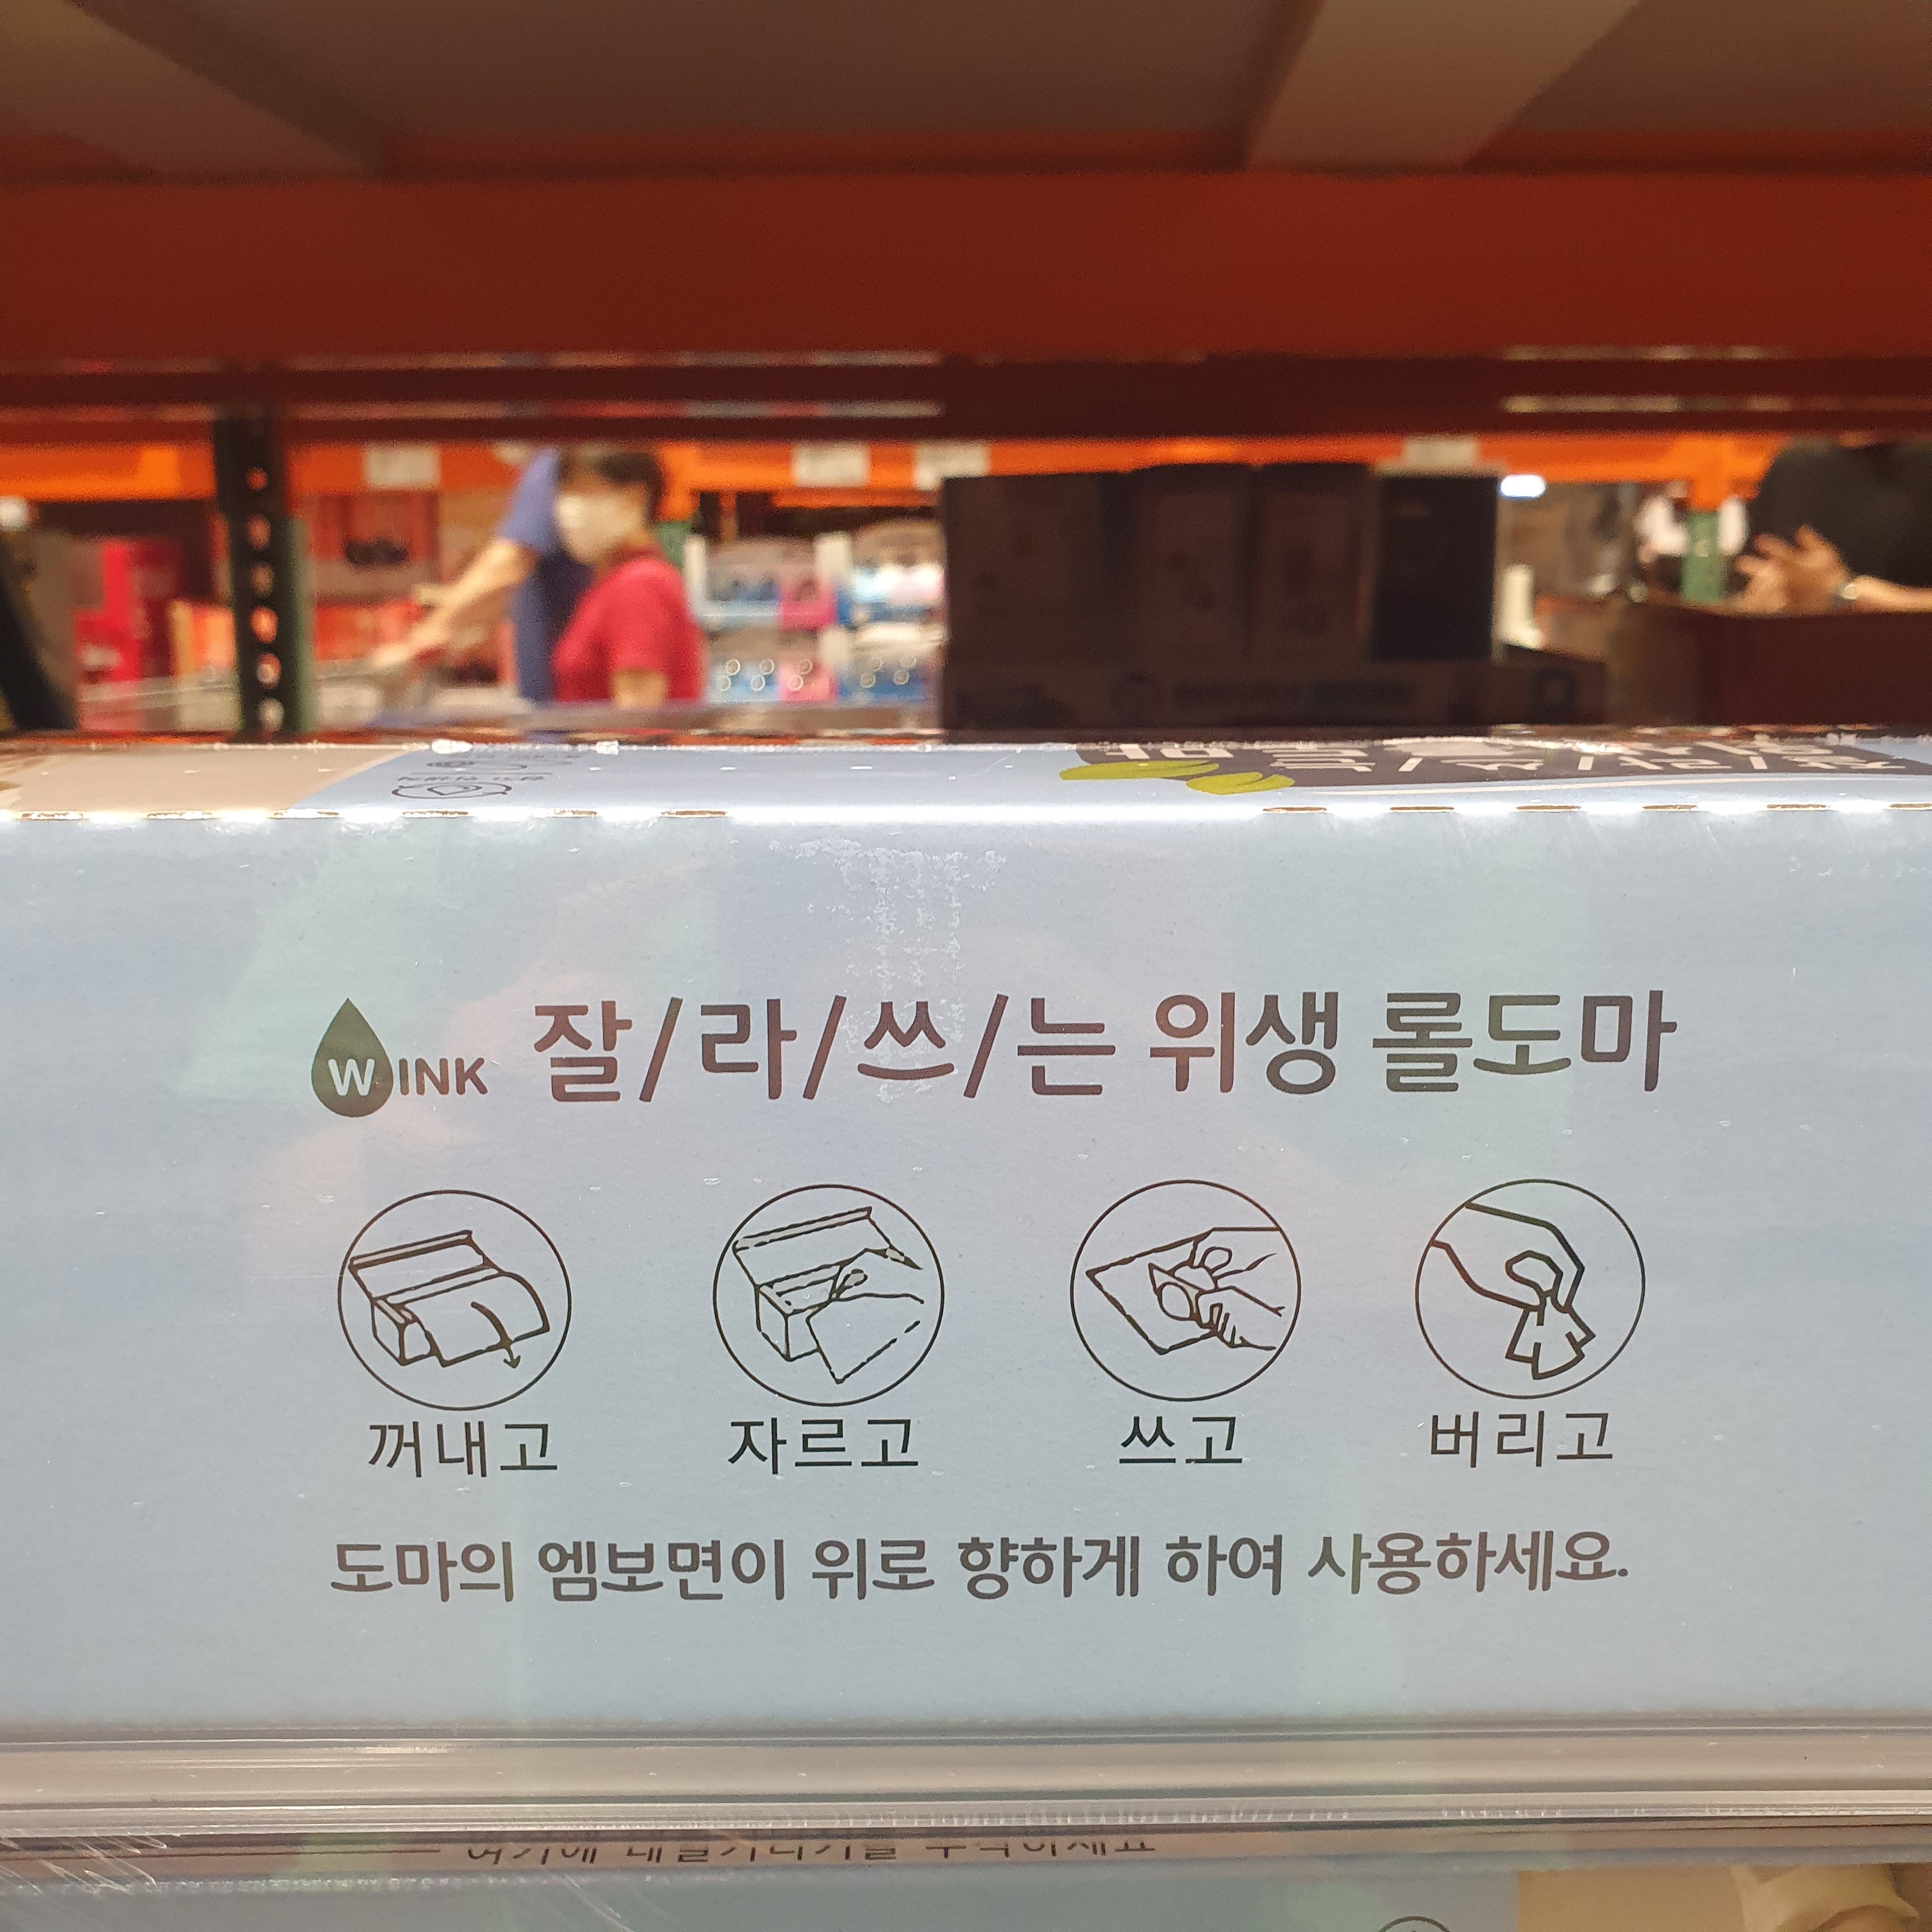 WINK 잘/라/쓰/는 위생 롤도마
꺼내고 자르고 쓰고 버리고
도마의 엠보면이 위로 향하게 하여 사용하세요.